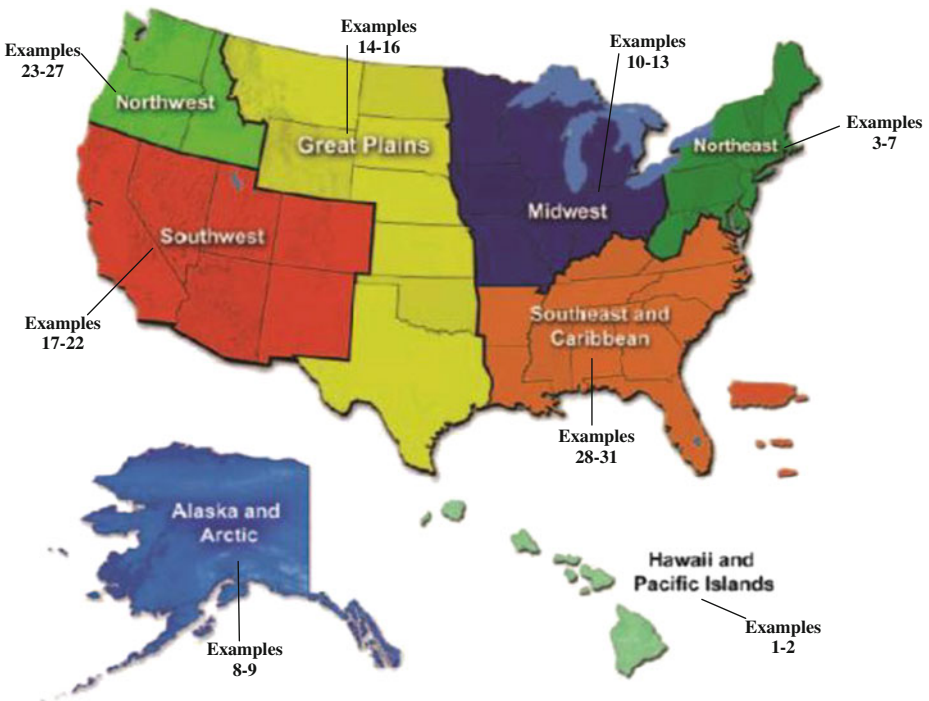 Examples
14-16
Examples
10-13
Examples
23-27
Northwest
Great Plains
Northeast
Examples
3-7
Midwest
Southwest
Examples
17-22
Southeast and
Caribbean
Examples
28-31
Alaska and
Arctic
Hawaii and
Pacific Islands
Examples
8-9
Examples
1-2